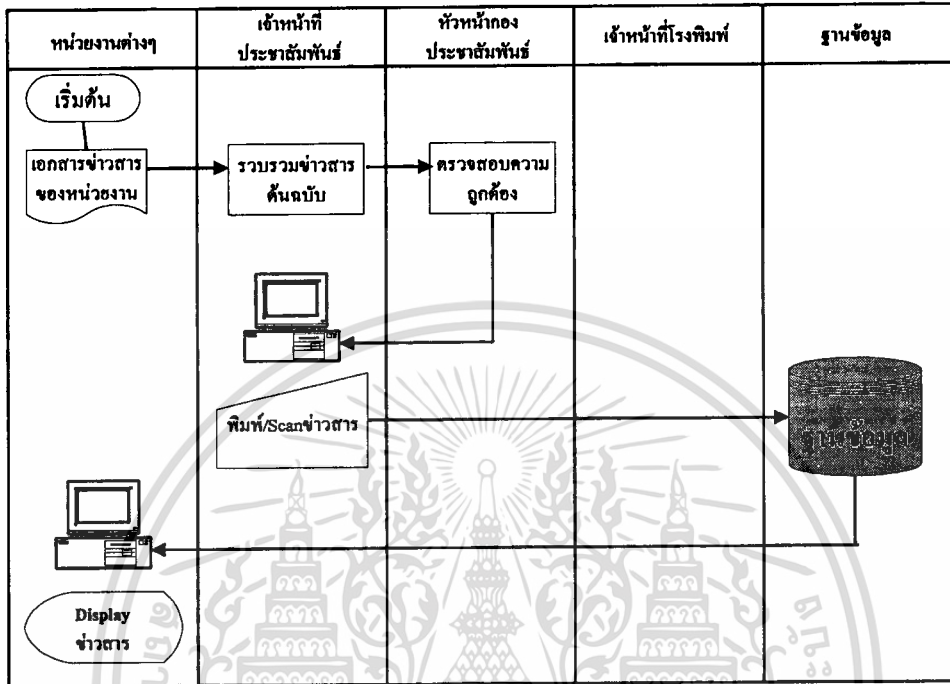 หน่วยงานต่างๆ
เจ้าหน้าที่
ประชาสัมพันธ์
หัวหน้ากอง
ประชาสัมพันธ์
เจ้าหน้าที่โรงพิมพ์
ฐานข้อมูล
เริ่มต้น
เอกสารข่าวสาร
ของหน่วยงาน
รวบรวมข่าวสาร
ต้นฉบับ
ตรวจสอบความ
ถูกต้อง
พิมพ์/Scanข่าวสาร
ฐานข้อมูล
Display
ข่าวสาร